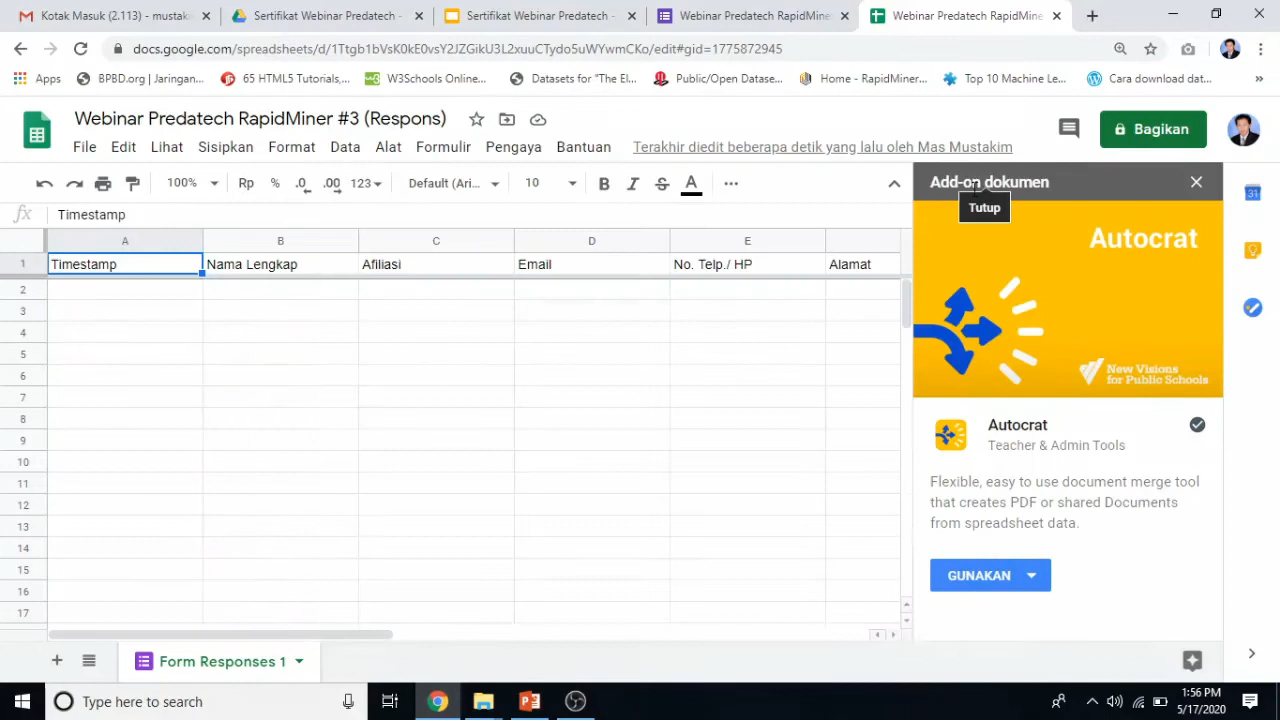 Kotak Masuk (2.113) - mustaki
Sertifikat Webinar Predatech
Sertifikat Webinar Predatech -
Webinar Predatech RapidMiner
Webinar Predatech RapidMiner
docs.google.com/spreadsheets/d/1Ttgb1bVsK0kE0vsY2JZGikU3L2xuuCTydo5uWYwmCKo/edit#gid=1775872945
Apps
BPBD.org | Jaringan...
65 HTML5 Tutorials,...
W3Schools Online...
Datasets for "The El...
Public/Open Datase...
Home - RapidMiner...
Top 10 Machine Le...
Cara download dat...
»
Webinar Predatech RapidMiner #3 (Respons)
File Edit Lihat Sisipkan Format Data Alat Formulir Pengaya Bantuan
Terakhir diedit beberapa detik yang lalu oleh Mas Mustakim
Bagikan
100% Rp % .0 .00 123 Default (Ari... 10 B I S A
Add-on dokumen
Tutup
fx Timestamp
A B C D E
1 Timestamp Nama Lengkap Afiliasi Email No. Telp./ HP Alamat
2
3
4
5
6
7
8
9
10
11
12
13
14
15
16
17
31
Autocrat
New Visions
for Public Schools
Autocrat
Teacher & Admin Tools
Flexible, easy to use document merge tool
that creates PDF or shared Documents
from spreadsheet data.
GUNAKAN
Form Responses 1
Type here to search
1:56 PM
5/17/2020